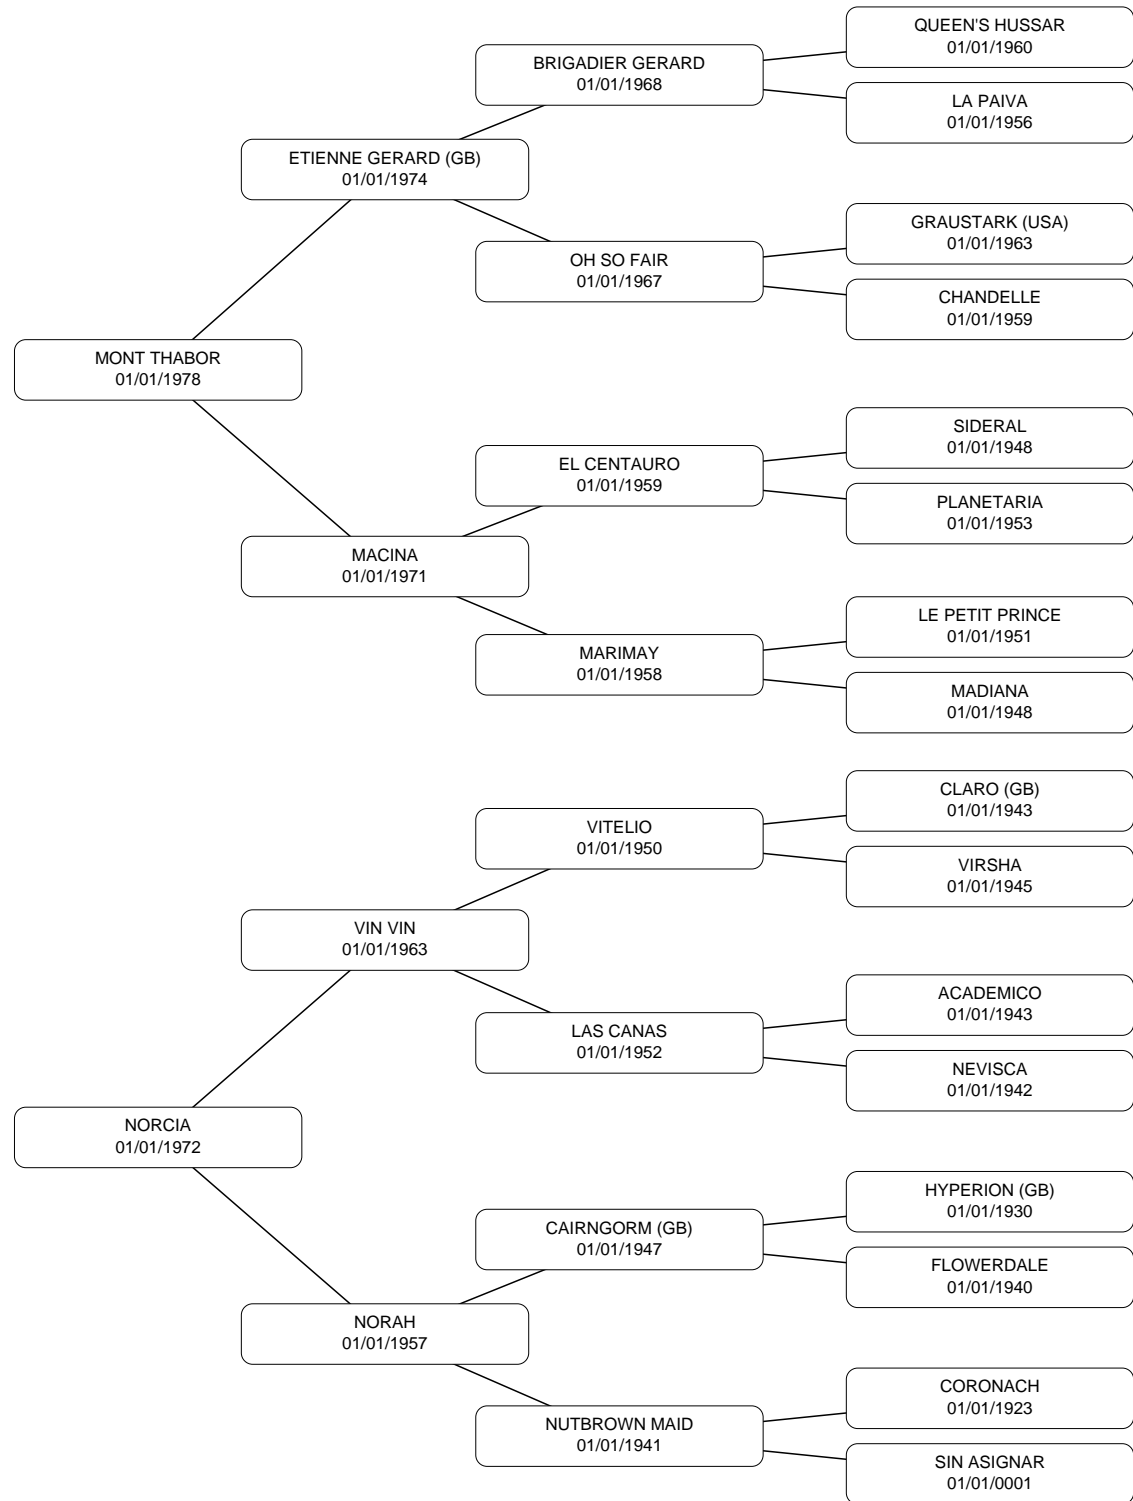 QUEEN'S HUSSAR
01/01/1960
BRIGADIER GERARD
01/01/1968
LA PAIVA
01/01/1956
ETIENNE GERARD (GB)
01/01/1974
GRAUSTARK (USA)
01/01/1963
OH SO FAIR
01/01/1967
CHANDELLE
01/01/1959
MONT THABOR
01/01/1978
SIDERAL
01/01/1948
EL CENTAURO
01/01/1959
PLANETARIA
01/01/1953
MACINA
01/01/1971
LE PETIT PRINCE
01/01/1951
MARIMAY
01/01/1958
MADIANA
01/01/1948
CLARO (GB)
01/01/1943
VITELIO
01/01/1950
VIRSHA
01/01/1945
VIN VIN
01/01/1963
ACADEMICO
01/01/1943
LAS CANAS
01/01/1952
NEVISCA
01/01/1942
NORCIA
01/01/1972
HYPERION (GB)
01/01/1930
CAIRNGORM (GB)
01/01/1947
FLOWERDALE
01/01/1940
NORAH
01/01/1957
CORONACH
01/01/1923
NUTBROWN MAID
01/01/1941
SIN ASIGNAR
01/01/0001